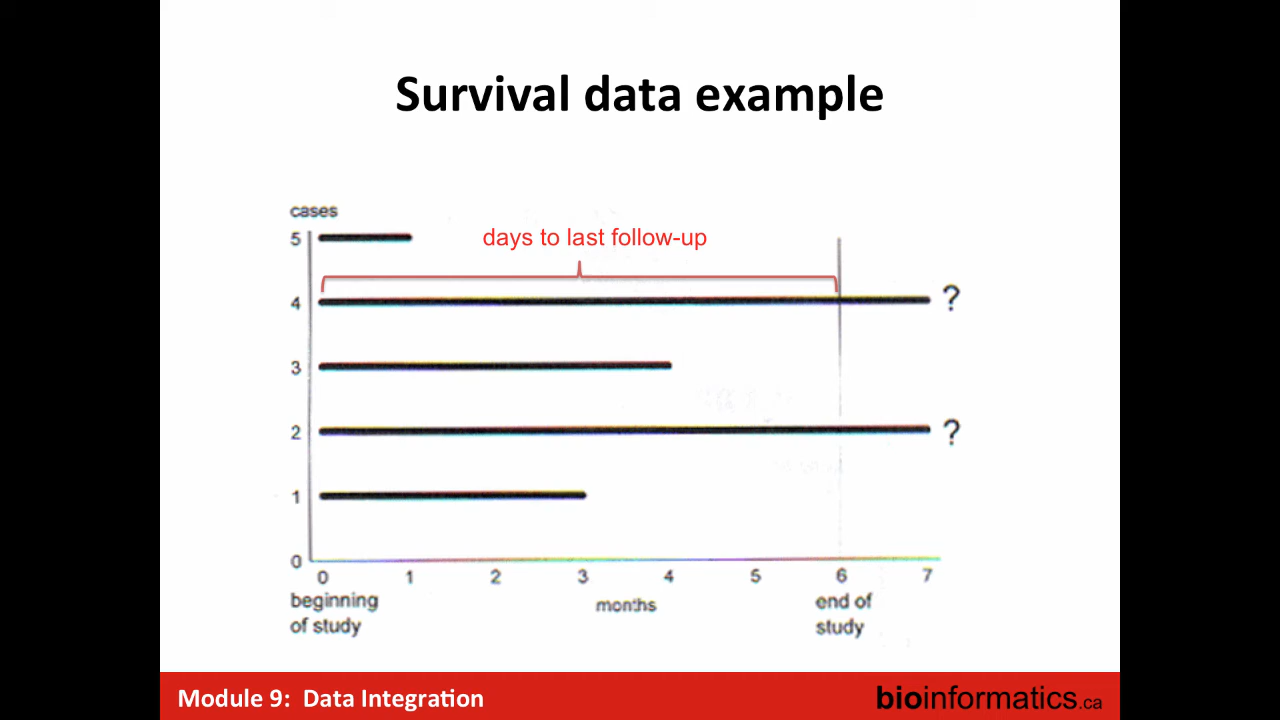 Survival data example
cases
5
days to last follow-up
4
?
3
2
?
1
0
0 1 2 3 4 5 6 7
beginning of study
months
end of study
Module 9: Data Integration
bioinformatics.ca